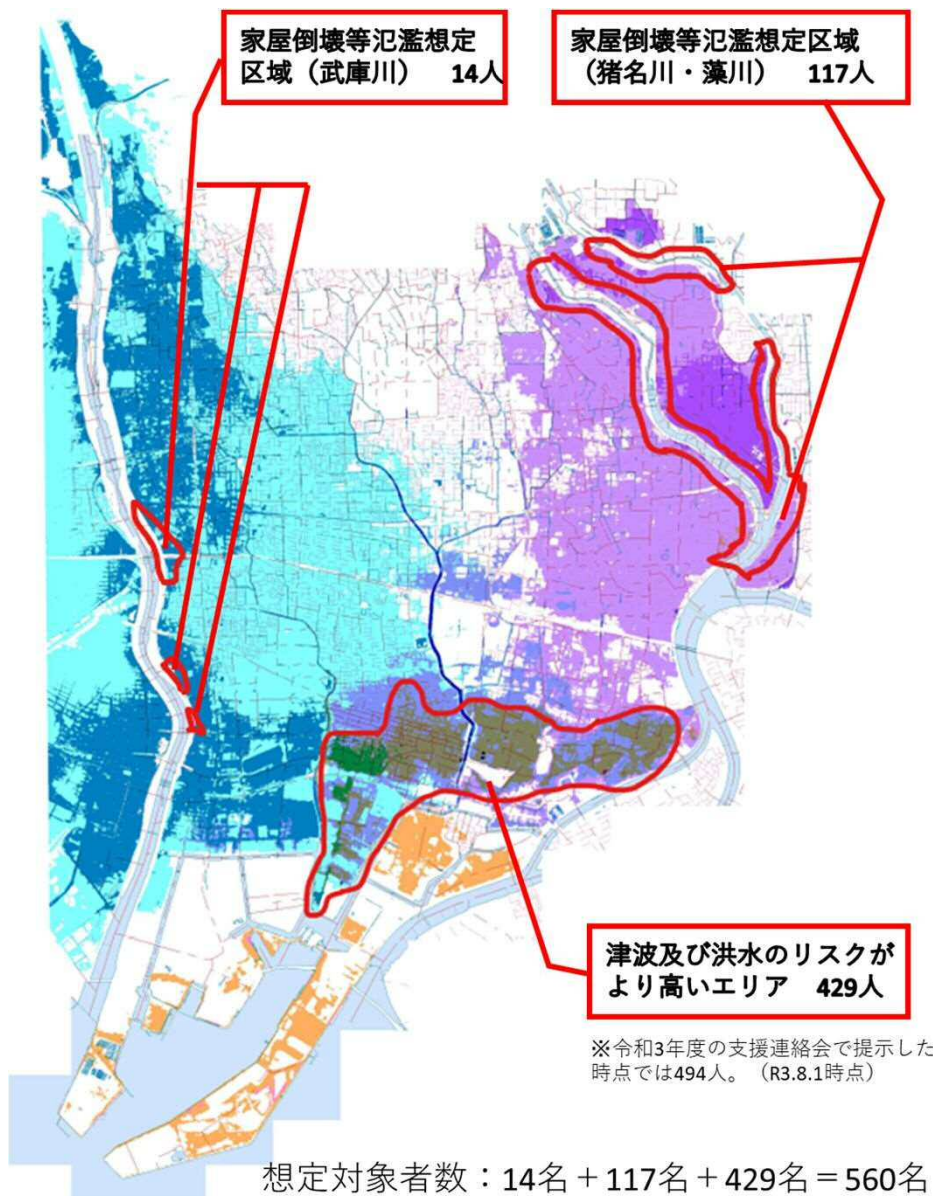 家屋倒壊等氾濫想定
区域（武庫川）　14人
家屋倒壊等氾濫想定区域
（猪名川・藻川）　117人
津波及び洪水のリスクが
より高いエリア　429人
※令和3年度の支援連絡会で提示した
時点では494人。（R3.8.1時点）
想定対象者数：14名＋117名＋429名＝560名